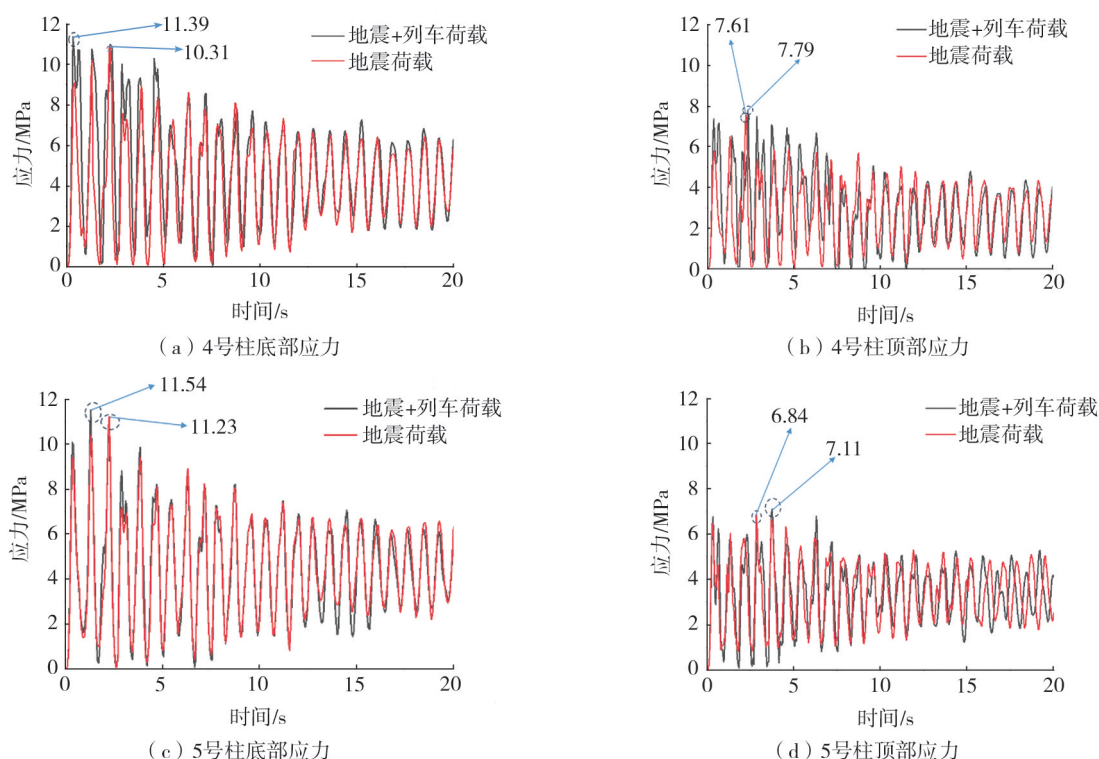 12
10
8
6
4
2
0
应力/MPa
11.39
10.31
地震+列车荷载
地震荷载
0
5
10
15
20
时间/s
（a）4号柱底部应力
12
10
8
6
4
2
0
应力/MPa
7.61
7.79
地震+列车荷载
地震荷载
0
5
10
15
20
时间/s
（b）4号柱顶部应力
12
10
8
6
4
2
0
应力/MPa
11.54
11.23
地震+列车荷载
地震荷载
0
5
10
15
20
时间/s
（c）5号柱底部应力
12
10
8
6
4
2
0
应力/MPa
6.84
7.11
地震+列车荷载
地震荷载
0
5
10
15
20
时间/s
（d）5号柱顶部应力